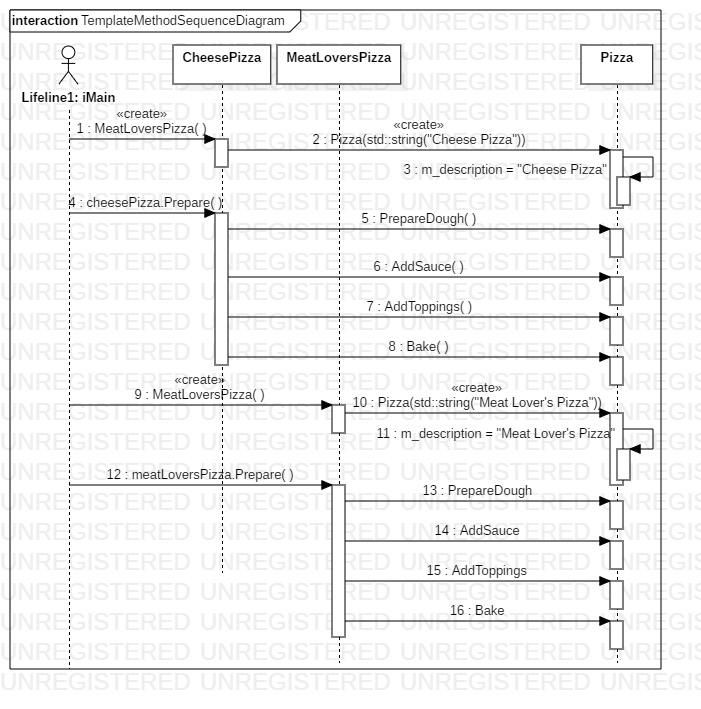 interaction TemplateMethodSequenceDiagram
CheesePizza
MeatLoversPizza
Pizza
Lifeline1: iMain
«create»
1 : MeatLoversPizza( )
«create»
2 : Pizza(std::string("Cheese Pizza"))
3 : m_description = "Cheese Pizza"
4 : cheesePizza.Prepare( )
5 : PrepareDough( )
6 : AddSauce( )
7 : AddToppings( )
8 : Bake( )
«create»
9 : MeatLoversPizza( )
«create»
10 : Pizza(std::string("Meat Lover's Pizza"))
11 : m_description = "Meat Lover's Pizza"
12 : meatLoversPizza.Prepare( )
13 : PrepareDough
14 : AddSauce
15 : AddToppings
16 : Bake
UNREGISTERED UNREGISTERED UNREGISTERED UNREGISTERED